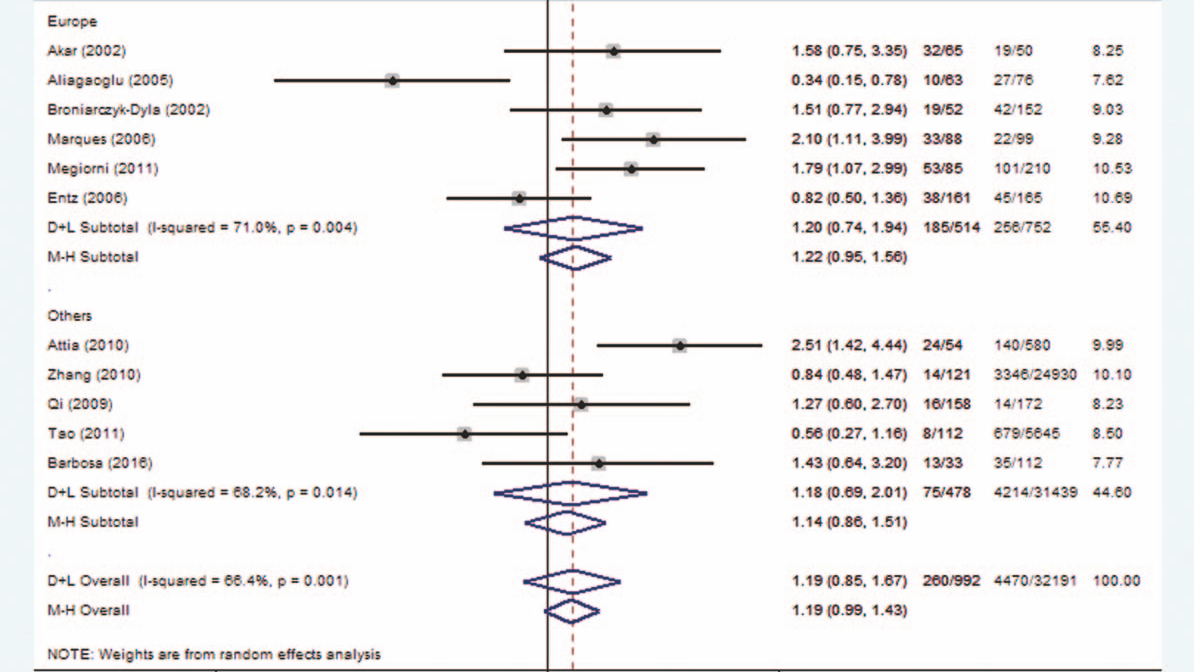 Europe
Akar (2002) 1.58 (0.75, 3.35) 32/65 19/50 8.25
Aliagaoglu (2005) 0.34 (0.15, 0.78) 10/63 27/76 7.62
Broniarczyk-Dyla (2002) 1.51 (0.77, 2.94) 19/52 42/152 9.03
Marques (2006) 2.10 (1.11, 3.99) 33/88 22/99 9.28
Megiorni (2011) 1.79 (1.07, 2.99) 53/85 101/210 10.53
Entz (2006) 0.82 (0.50, 1.36) 38/161 45/165 10.69
D+L Subtotal (I-squared = 71.0%, p = 0.004) 1.20 (0.74, 1.94) 185/514 256/752 55.40
M-H Subtotal 1.22 (0.95, 1.56)
.
Others
Attia (2010) 2.51 (1.42, 4.44) 24/54 140/580 9.99
Zhang (2010) 0.84 (0.48, 1.47) 14/121 3346/24930 10.10
Qi (2009) 1.27 (0.60, 2.70) 16/158 14/172 8.23
Tao (2011) 0.56 (0.27, 1.16) 8/112 679/5645 8.50
Barbosa (2016) 1.43 (0.64, 3.20) 13/33 35/112 7.77
D+L Subtotal (I-squared = 68.2%, p = 0.014) 1.18 (0.69, 2.01) 75/478 4214/31439 44.60
M-H Subtotal 1.14 (0.86, 1.51)
.
D+L Overall (I-squared = 66.4%, p = 0.001) 1.19 (0.85, 1.67) 260/992 4470/32191 100.00
M-H Overall 1.19 (0.99, 1.43)
NOTE: Weights are from random effects analysis